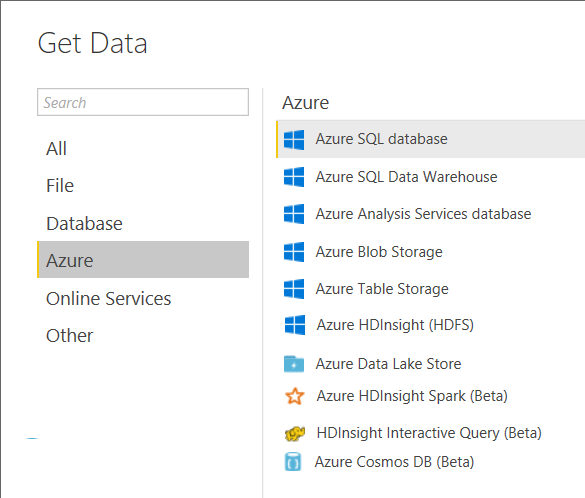 Get Data
Search
All
File
Database
Azure
Online Services
Other
Azure
Azure SQL database
Azure SQL Data Warehouse
Azure Analysis Services database
Azure Blob Storage
Azure Table Storage
Azure HDInsight (HDFS)
Azure Data Lake Store
Azure HDInsight Spark (Beta)
HDInsight Interactive Query (Beta)
Azure Cosmos DB (Beta)